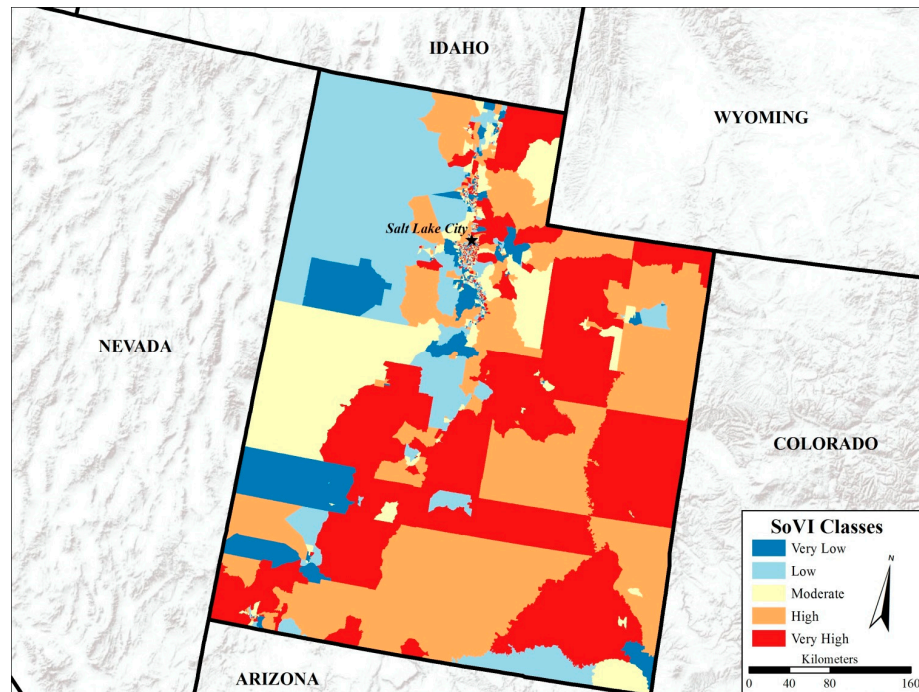 IDAHO
WYOMING
Salt Lake City
NEVADA
COLORADO
ARIZONA
SoVI Classes
Very Low
Low
Moderate
High
Very High
N
Kilometers
0 40 80 160